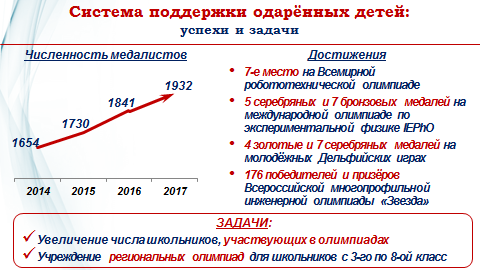 Система поддержки одарённых детей:
успехи и задачи
Численность медалистов
1654
1730
1841
1932
2014 2015 2016 2017
Достижения
• 7-е место на Всемирной
робототехнической олимпиаде
• 5 серебряных и 7 бронзовых медалей на
международной олимпиаде по
экспериментальной физике IEPhO
• 4 золотые и 7 серебряных медалей на
молодёжных Дельфийских играх
• 176 победителей и призёров
Всероссийской многопрофильной
инженерной олимпиады «Звезда»
ЗАДАЧИ:
✓ Увеличение числа школьников, участвующих в олимпиадах
✓ Учреждение региональных олимпиад для школьников с 3-го по 8-ой класс